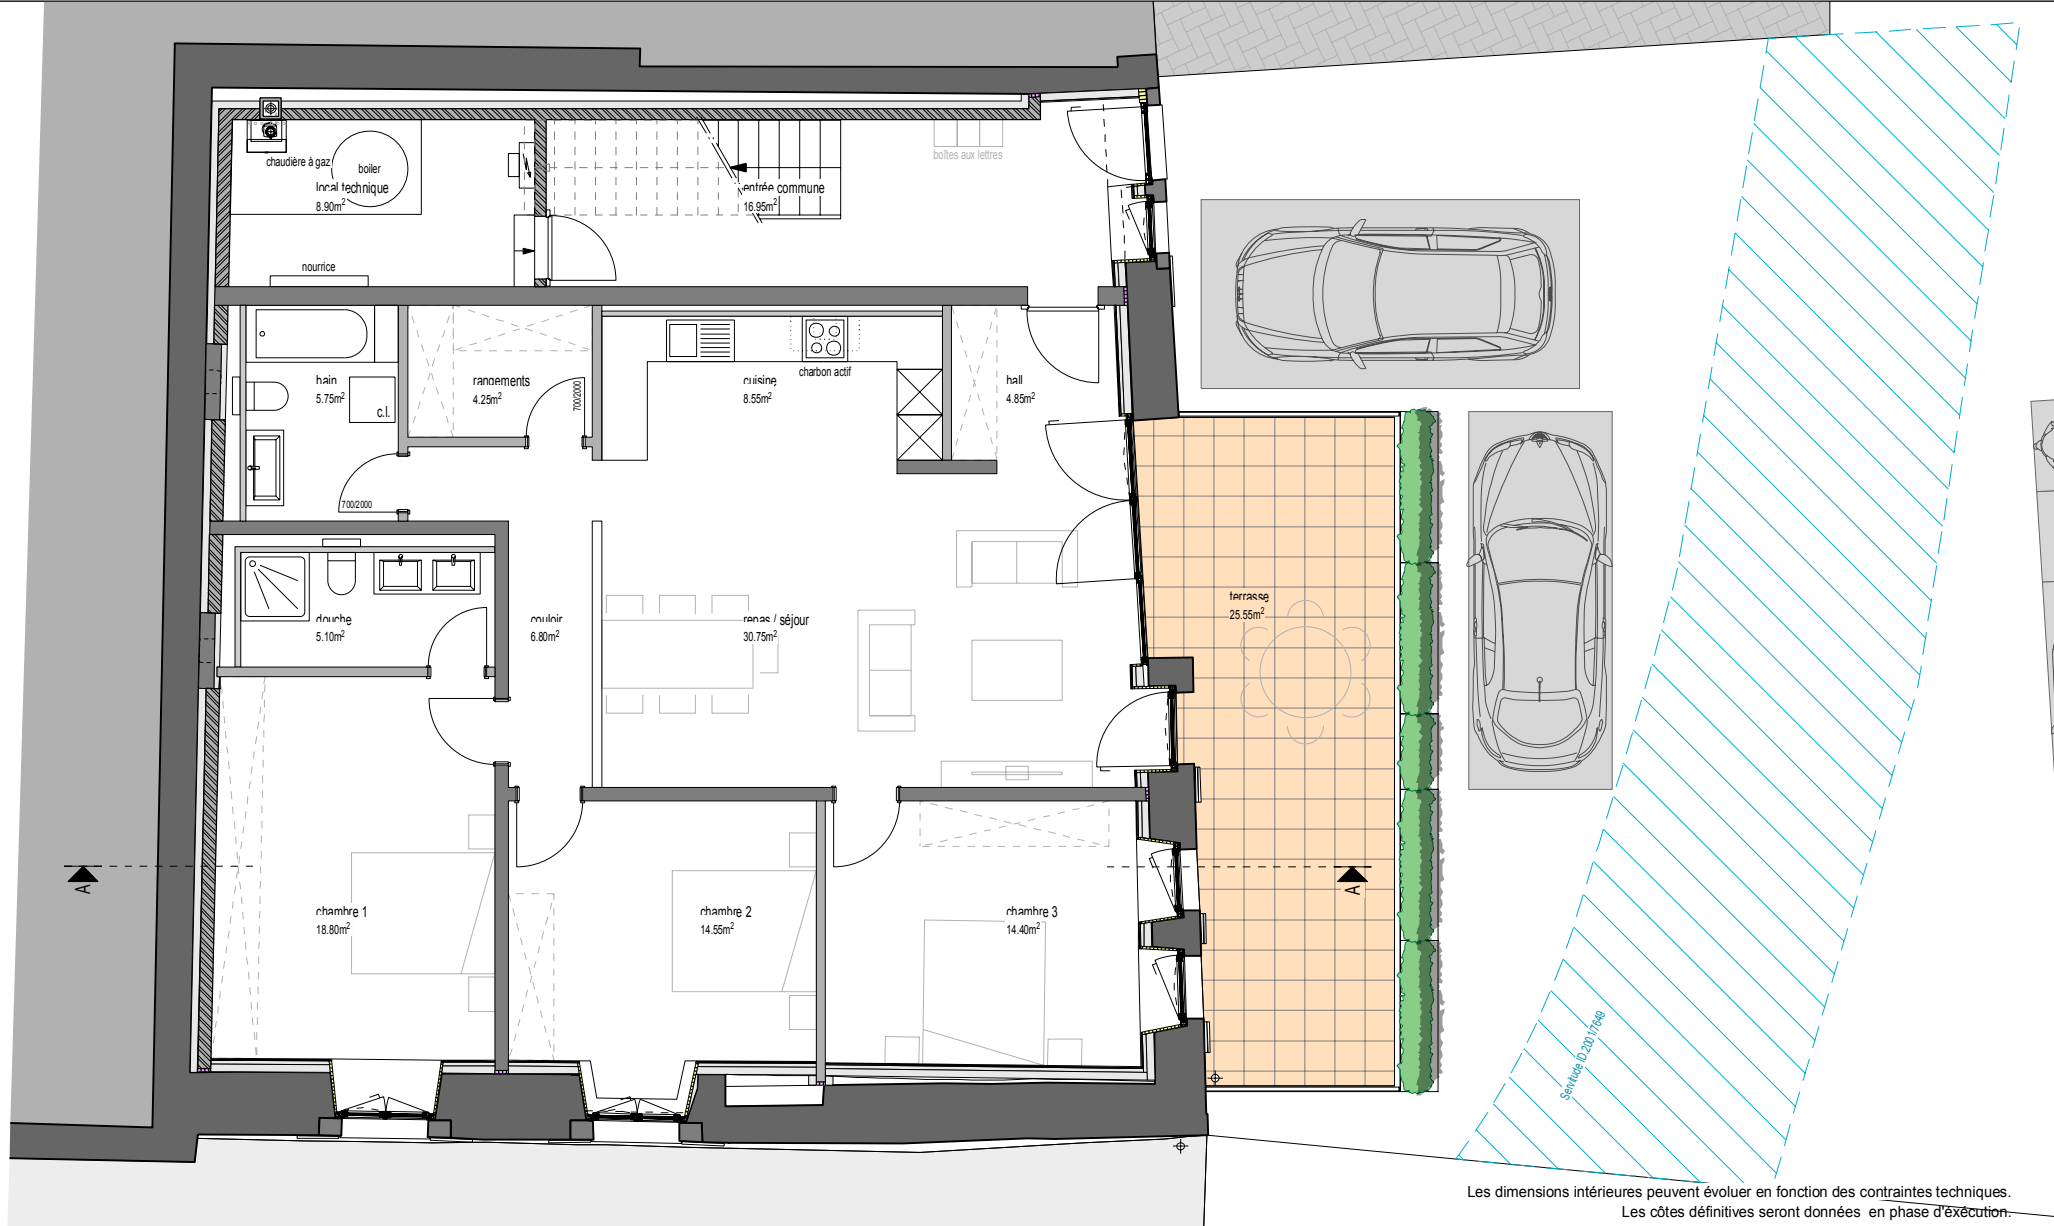 chaudière à gaz
boiler
local technique
8.90m²
nourrice
entrée commune
16.95m²
boîtes aux lettres
bain
5.75m²
c.l.
700/2000
rangements
4.25m²
700/2000
cuisine
8.55m²
charbon actif
hall
4.85m²
douche
5.10m²
couloir
6.80m²
repas / séjour
30.75m²
terrasse
25.55m²
chambre 1
18.80m²
chambre 2
14.55m²
chambre 3
14.40m²
A
A
Servitude ID.200 1/7649
Les dimensions intérieures peuvent évoluer en fonction des contraintes techniques.
Les côtes définitives seront données en phase d'éxécution.